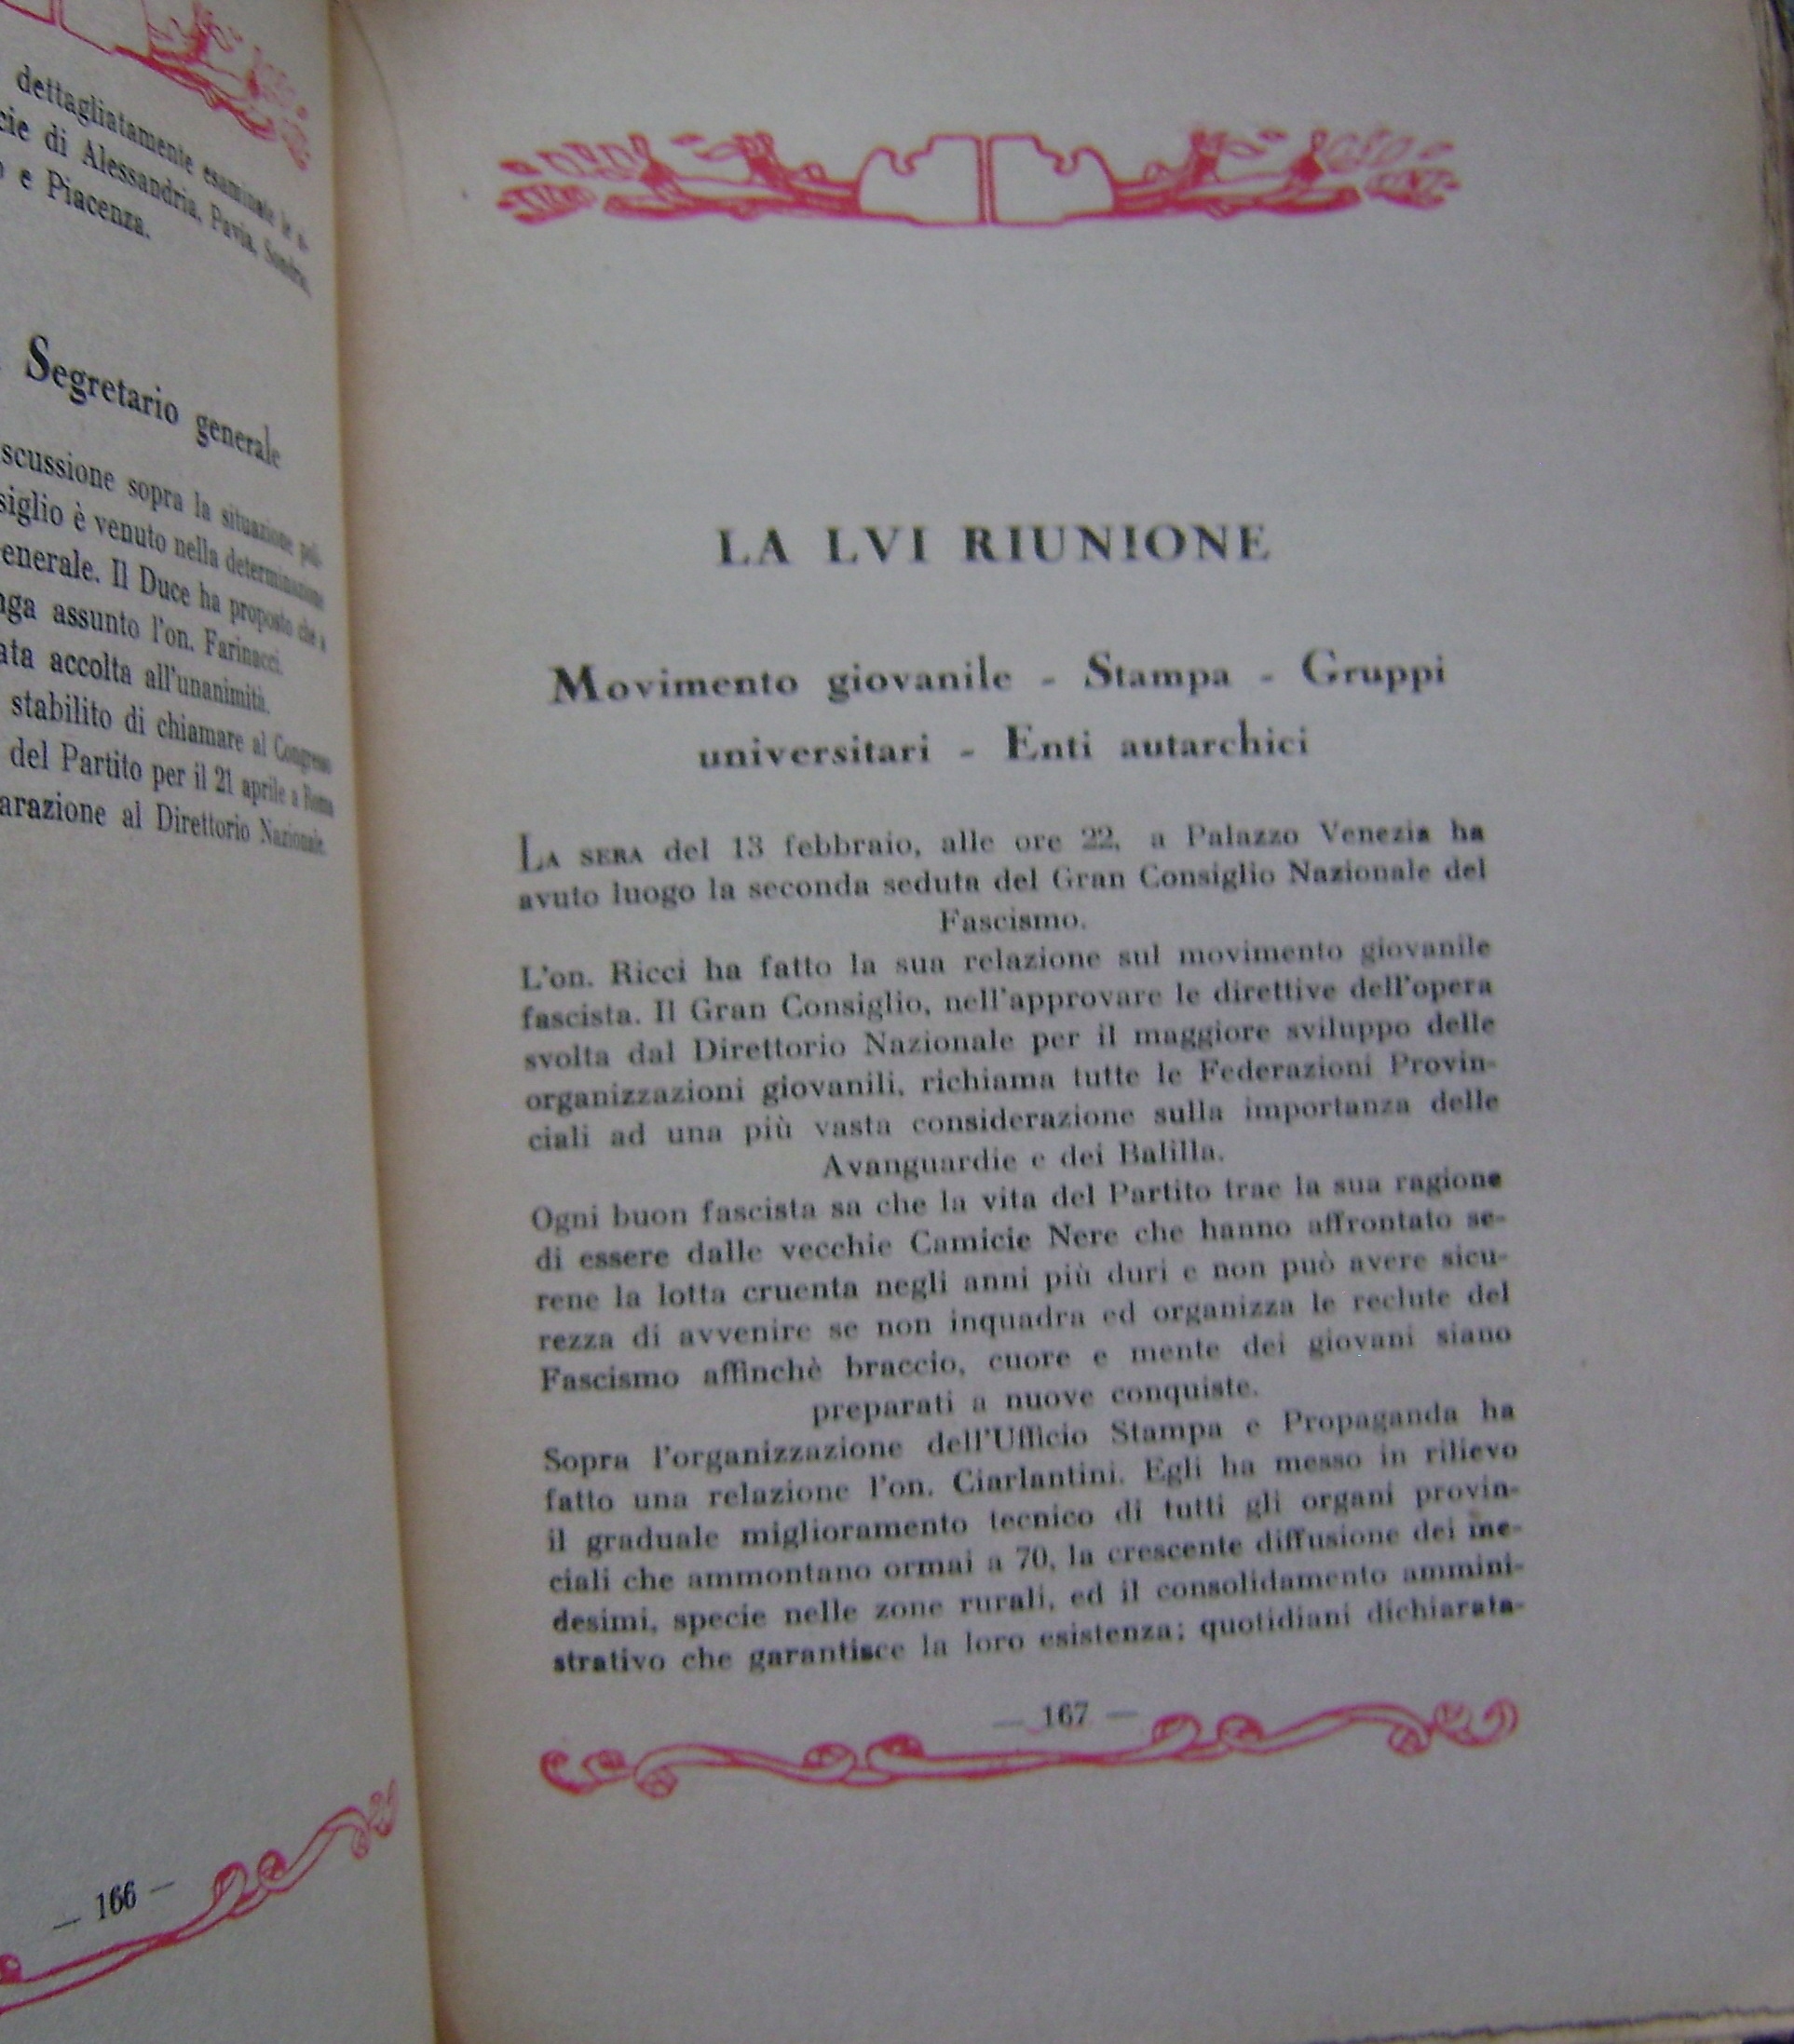 dettagliatamente esaminate le
cie di Alessandria, Pavia,
e Piacenza.
Segretario generale
scussione sopra la situazione
siglio è venuto nella determinazione
enerale. Il Duce ha proposto che a
nga assunto l'on. Farinacci.
ata accolta all'unanimità.
stabilito di chiamare al Congresso
del Partito per il 21 aprile a Roma
arazione al Direttorio Nazionale.
— 166 —
LA LVI RIUNIONE
Movimento giovanile - Stampa - Gruppi
universitari - Enti autarchici
LA SERA del 13 febbraio, alle ore 22, a Palazzo Venezia ha
avuto luogo la seconda seduta del Gran Consiglio Nazionale del
Fascismo.
L'on. Ricci ha fatto la sua relazione sul movimento giovanile
fascista. Il Gran Consiglio, nell'approvare le direttive dell'opera
svolta dal Direttorio Nazionale per il maggiore sviluppo delle
organizzazioni giovanili, richiama tutte le Federazioni Provin-
ciali ad una più vasta considerazione sulla importanza delle
Avanguardie e dei Balilla.
Ogni buon fascista sa che la vita del Partito trae la sua ragione
di essere dalle vecchie Camicie Nere che hanno affrontato se-
rene la lotta cruenta negli anni più duri e non può avere sicu-
rezza di avvenire se non inquadra ed organizza le reclute del
Fascismo affinchè braccio, cuore e mente dei giovani siano
preparati a nuove conquiste.
Sopra l'organizzazione dell'Ufficio Stampa e Propaganda ha
fatto una relazione l'on. Ciarlantini. Egli ha messo in rilievo
il graduale miglioramento tecnico di tutti gli organi provin-
ciali che ammontano ormai a 70, la crescente diffusione dei me-
desimi, specie nelle zone rurali, ed il consolidamento ammini-
strativo che garantisce la loro esistenza; quotidiani dichiarata-
— 167 —